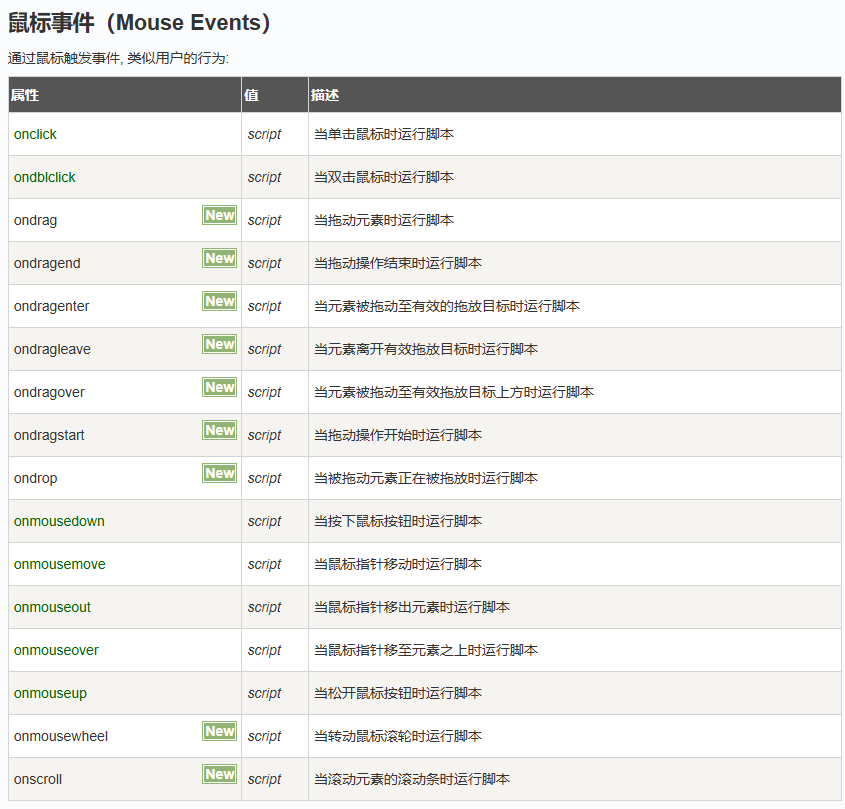 鼠标事件（Mouse Events）
通过鼠标触发事件, 类似用户的行为:
属性 值 描述
onclick script 当单击鼠标时运行脚本
ondblclick script 当双击鼠标时运行脚本
ondrag New script 当拖动元素时运行脚本
ondragend New script 当拖动操作结束时运行脚本
ondragenter New script 当元素被拖动至有效的拖放目标时运行脚本
ondragleave New script 当元素离开有效拖放目标时运行脚本
ondragover New script 当元素被拖动至有效拖放目标上方时运行脚本
ondragstart New script 当拖动操作开始时运行脚本
ondrop New script 当被拖动元素正在被拖放时运行脚本
onmousedown script 当按下鼠标按钮时运行脚本
onmousemove script 当鼠标指针移动时运行脚本
onmouseout script 当鼠标指针移出元素时运行脚本
onmouseover script 当鼠标指针移至元素之上时运行脚本
onmouseup script 当松开鼠标按钮时运行脚本
onmousewheel New script 当转动鼠标滚轮时运行脚本
onscroll New script 当滚动元素的滚动条时运行脚本